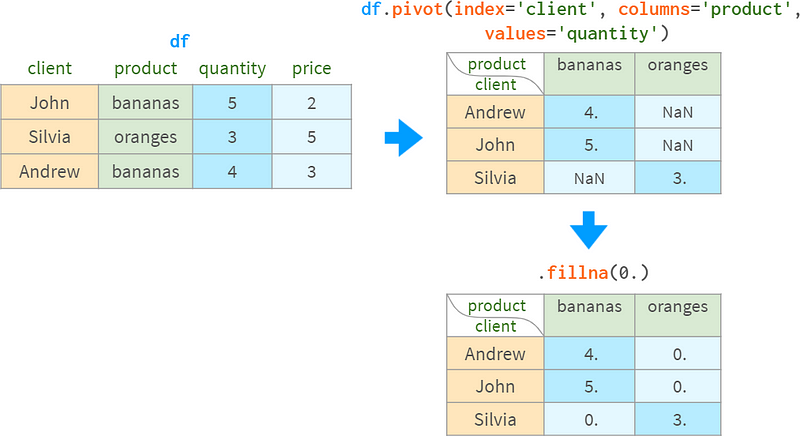 df.pivot(index='client', columns='product',
values='quantity')
df
client product quantity price
John bananas 5 2
Silvia oranges 3 5
Andrew bananas 4 3
product bananas oranges
client
Andrew 4. NaN
John 5. NaN
Silvia NaN 3.
.fillna(0.)
product bananas oranges
client
Andrew 4. 0.
John 5. 0.
Silvia 0. 3.